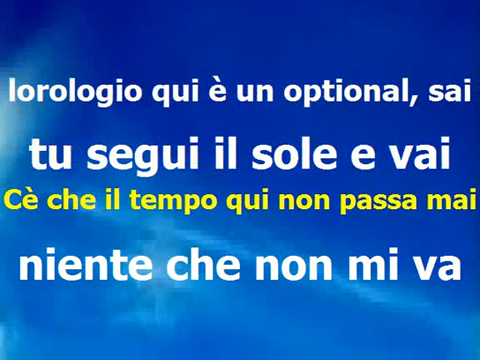 lorologio qui è un optional, sai
tu segui il sole e vai
Cè che il tempo qui non passa mai
niente che non mi va